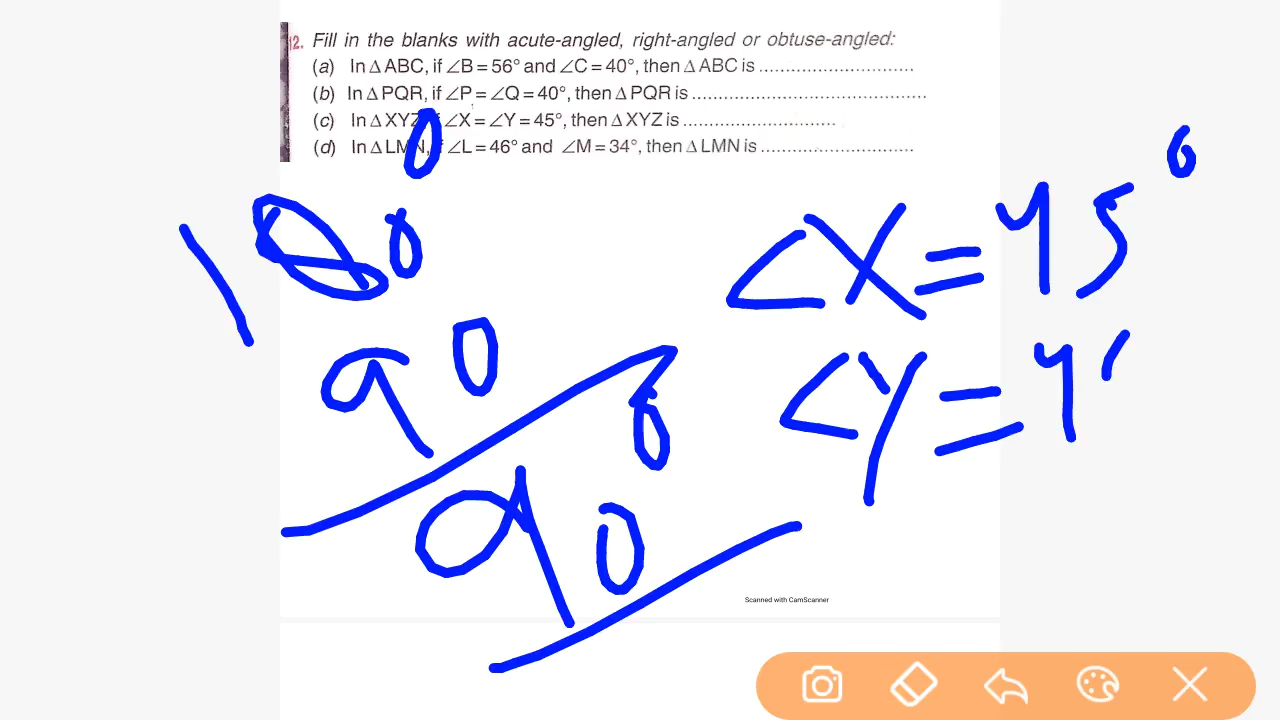 12. Fill in the blanks with acute-angled, right-angled or obtuse-angled:
(a) In Δ ABC, if ∠B = 56° and ∠C = 40°, then Δ ABC is ............................
(b) In Δ PQR, if ∠P = ∠Q = 40°, then Δ PQR is ..........................................
(c) In Δ XYZ, if ∠X = ∠Y = 45°, then Δ XYZ is ............................
(d) In Δ LMN, if ∠L = 46° and ∠M = 34°, then Δ LMN is ............................
180°
90
90°
∠X = 45°
∠Y = 4
Scanned with CamScanner